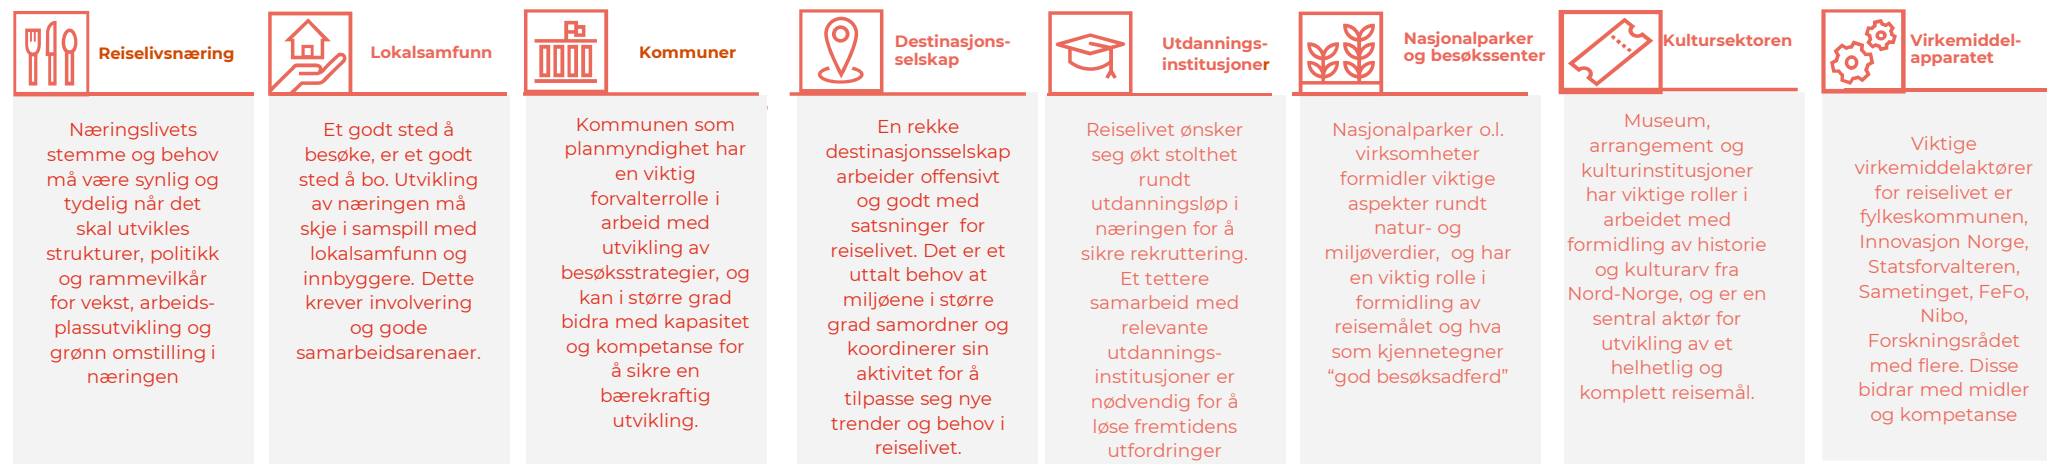 Reiselivsnæring
Næringslivets
stemme og behov
må være synlig og
tydelig når det
skal utvikles
strukturer, politikk
og rammevilkår
for vekst, arbeids-
plassutvikling og
grønn omstilling i
næringen
Lokalsamfunn
Et godt sted å
besøke, er et godt
sted å bo. Utvikling
av næringen må
skje i samspill med
lokalsamfunn og
innbyggere. Dette
krever involvering
og gode
samarbeidsarenaer.
Kommuner
Kommunen som
planmyndighet har
en viktig
forvalterrolle i
arbeid med
utvikling av
besøksstrategier, og
kan i større grad
bidra med kapasitet
og kompetanse for
å sikre en
bærekraftig
utvikling.
Destinasjons-
selskap
En rekke
destinasjonsselskap
arbeider offensivt
og godt med
satsninger for
reiselivet. Det er et
uttalt behov at
miljøene i større
grad samordner og
koordinerer sin
aktivitet for å
tilpasse seg nye
trender og behov i
reiselivet.
Utdannings-
institusjoner
Reiselivet ønsker
seg økt stolthet
rundt
utdanningsløp i
næringen for å
sikre rekruttering.
Et tettere
samarbeid med
relevante
utdannings-
institusjoner er
nødvendig for å
løse fremtidens
utfordringer
Nasjonalparker
og besøkssenter
Nasjonalparker o.l.
virksomheter
formidler viktige
aspekter rundt
natur- og
miljøverdier, og har
en viktig rolle i
formidling av
reisemålet og hva
som kjennetegner
“god besøksadferd”
Kultursektoren
Museum,
arrangement og
kulturinstitusjoner
har viktige roller i
arbeidet med
formidling av historie
og kulturarv fra
Nord-Norge, og er en
sentral aktør for
utvikling av et
helhetlig og
komplett reisemål.
Virkemiddel-
apparatet
Viktige
virkemiddelaktører
for reiselivet er
fylkeskommunen,
Innovasjon Norge,
Statsforvalteren,
Sametinget, FeFo,
Nibo,
Forskningsrådet
med flere. Disse
bidrar med midler
og kompetanse